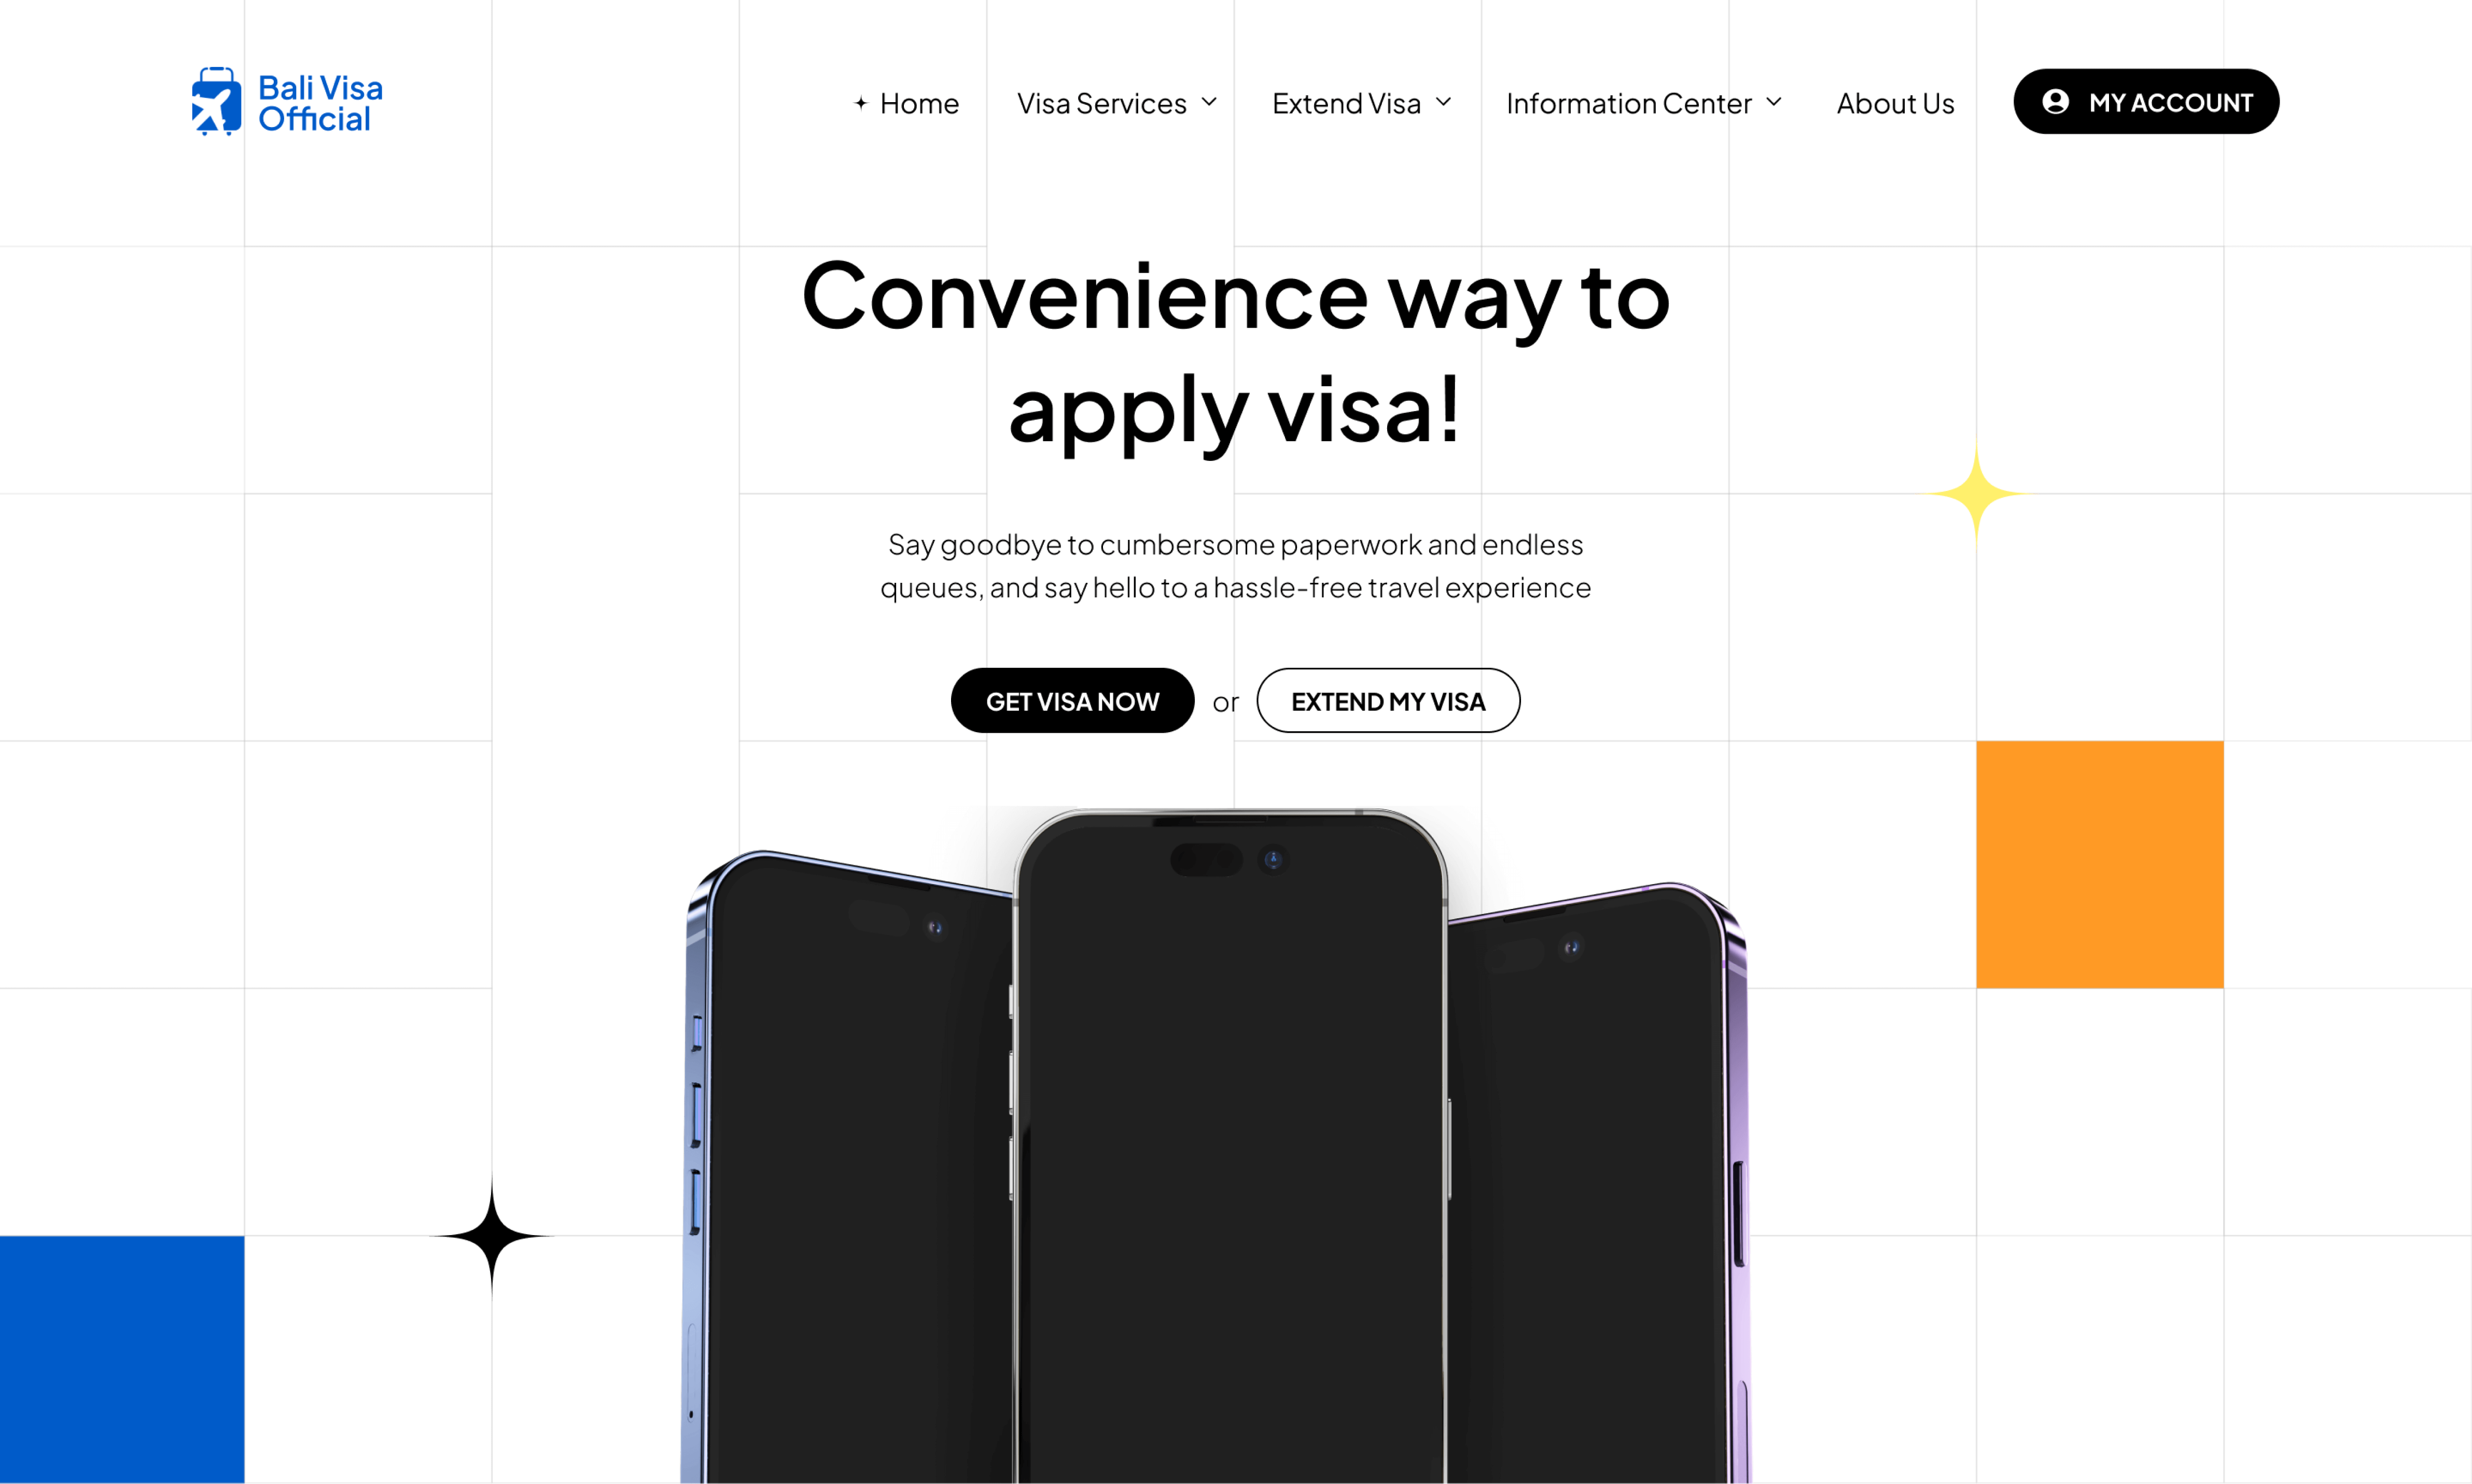 Bali Visa
Official
Home
Visa Services
Extend Visa
Information Center
About Us
MY ACCOUNT
Convenience way to
apply visa!
Say goodbye to cumbersome paperwork and endless
queues, and say hello to a hassle-free travel experience
GET VISA NOW
or
EXTEND MY VISA